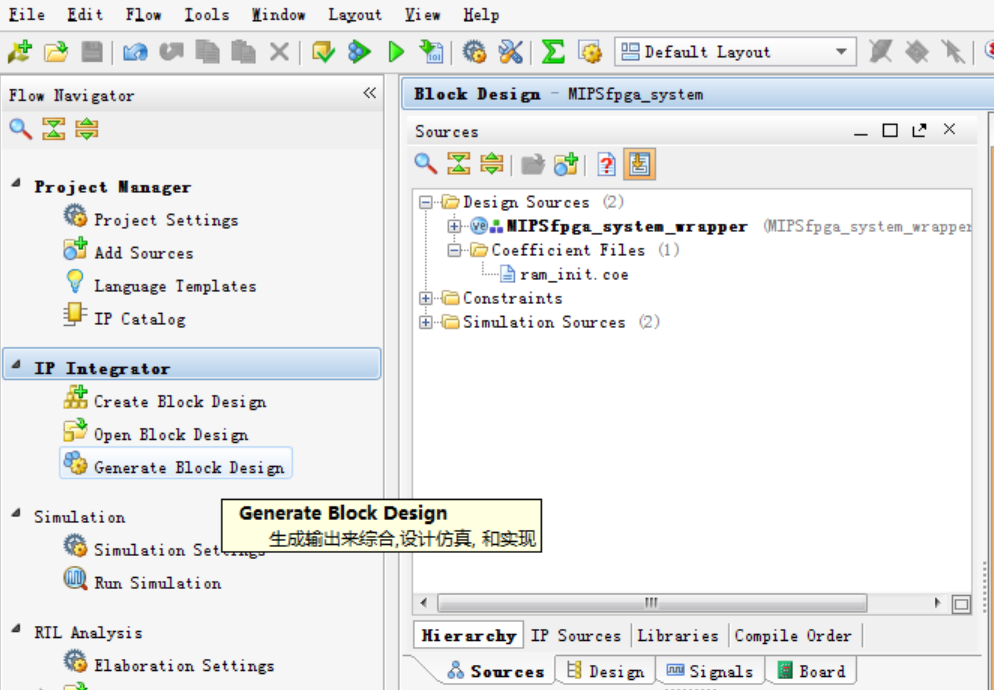 File Edit Flow Tools Window Layout View Help
Default Layout
Flow Navigator
Project Manager
Project Settings
Add Sources
Language Templates
IP Catalog
IP Integrator
Create Block Design
Open Block Design
Generate Block Design
Generate Block Design
生成输出来综合,设计仿真, 和实现
Simulation
Simulation Set
Run Simulation
RTL Analysis
Elaboration Settings
Block Design - MIPSfpga_system
Sources
Design Sources (2)
MIPSfpga_system_wrapper (MIPSfpga_system_wrapper
Coefficient Files (1)
ram_init.coe
Constraints
Simulation Sources (2)
Hierarchy IP Sources Libraries Compile Order
Sources Design Signals Board